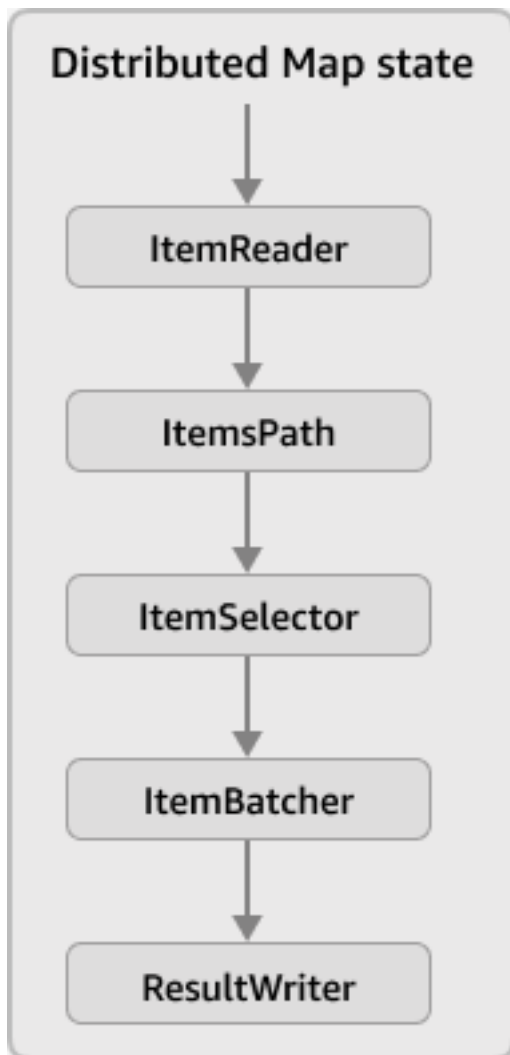 Distributed Map state
ItemReader
ItemsPath
ItemSelector
ItemBatcher
ResultWriter